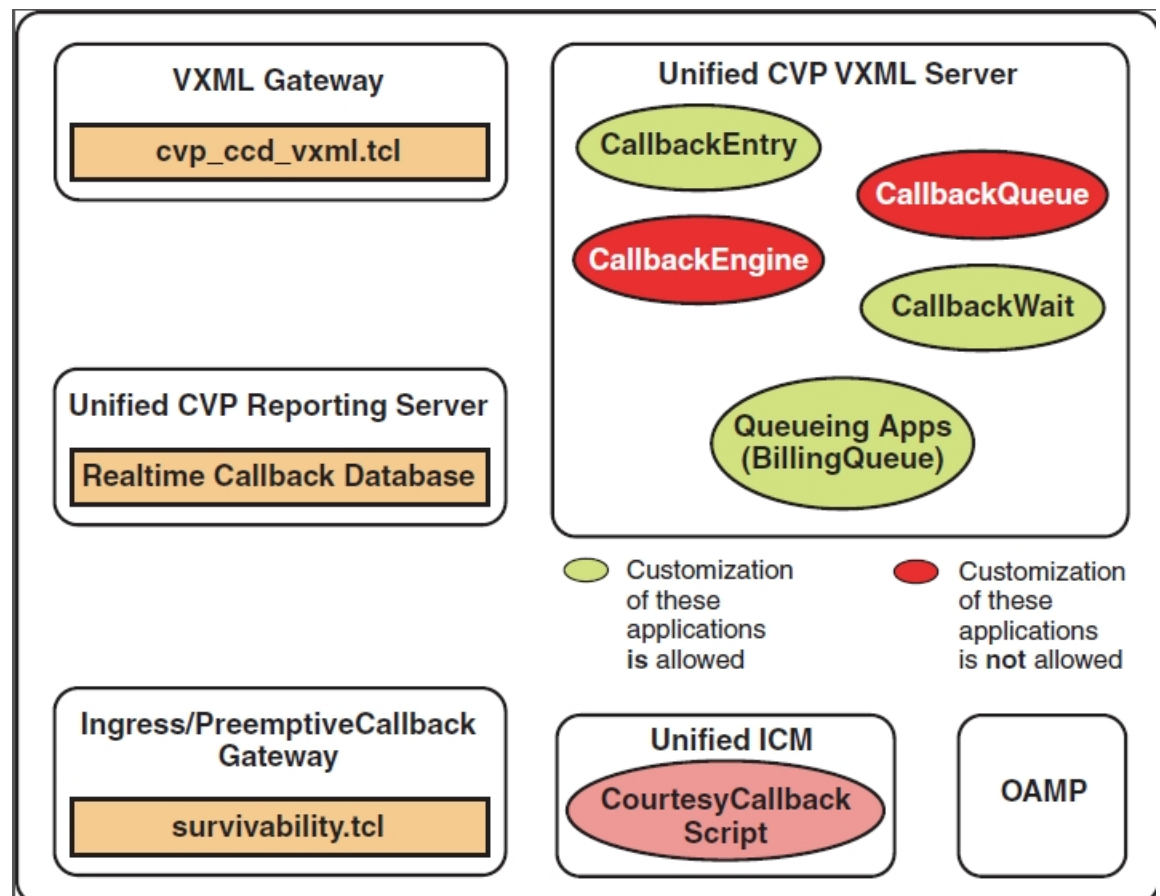 VXML Gateway
cvp_ccd_vxml.tcl
Unified CVP Reporting Server
Realtime Callback Database
Ingress/PreemptiveCallback
Gateway
survivability.tcl
Unified CVP VXML Server
CallbackEntry
CallbackQueue
CallbackEngine
CallbackWait
Queueing Apps
(BillingQueue)
Customization
of these
applications
is allowed
Customization
of these
applications
is not allowed
Unified ICM
CourtesyCallback
Script
OAMP